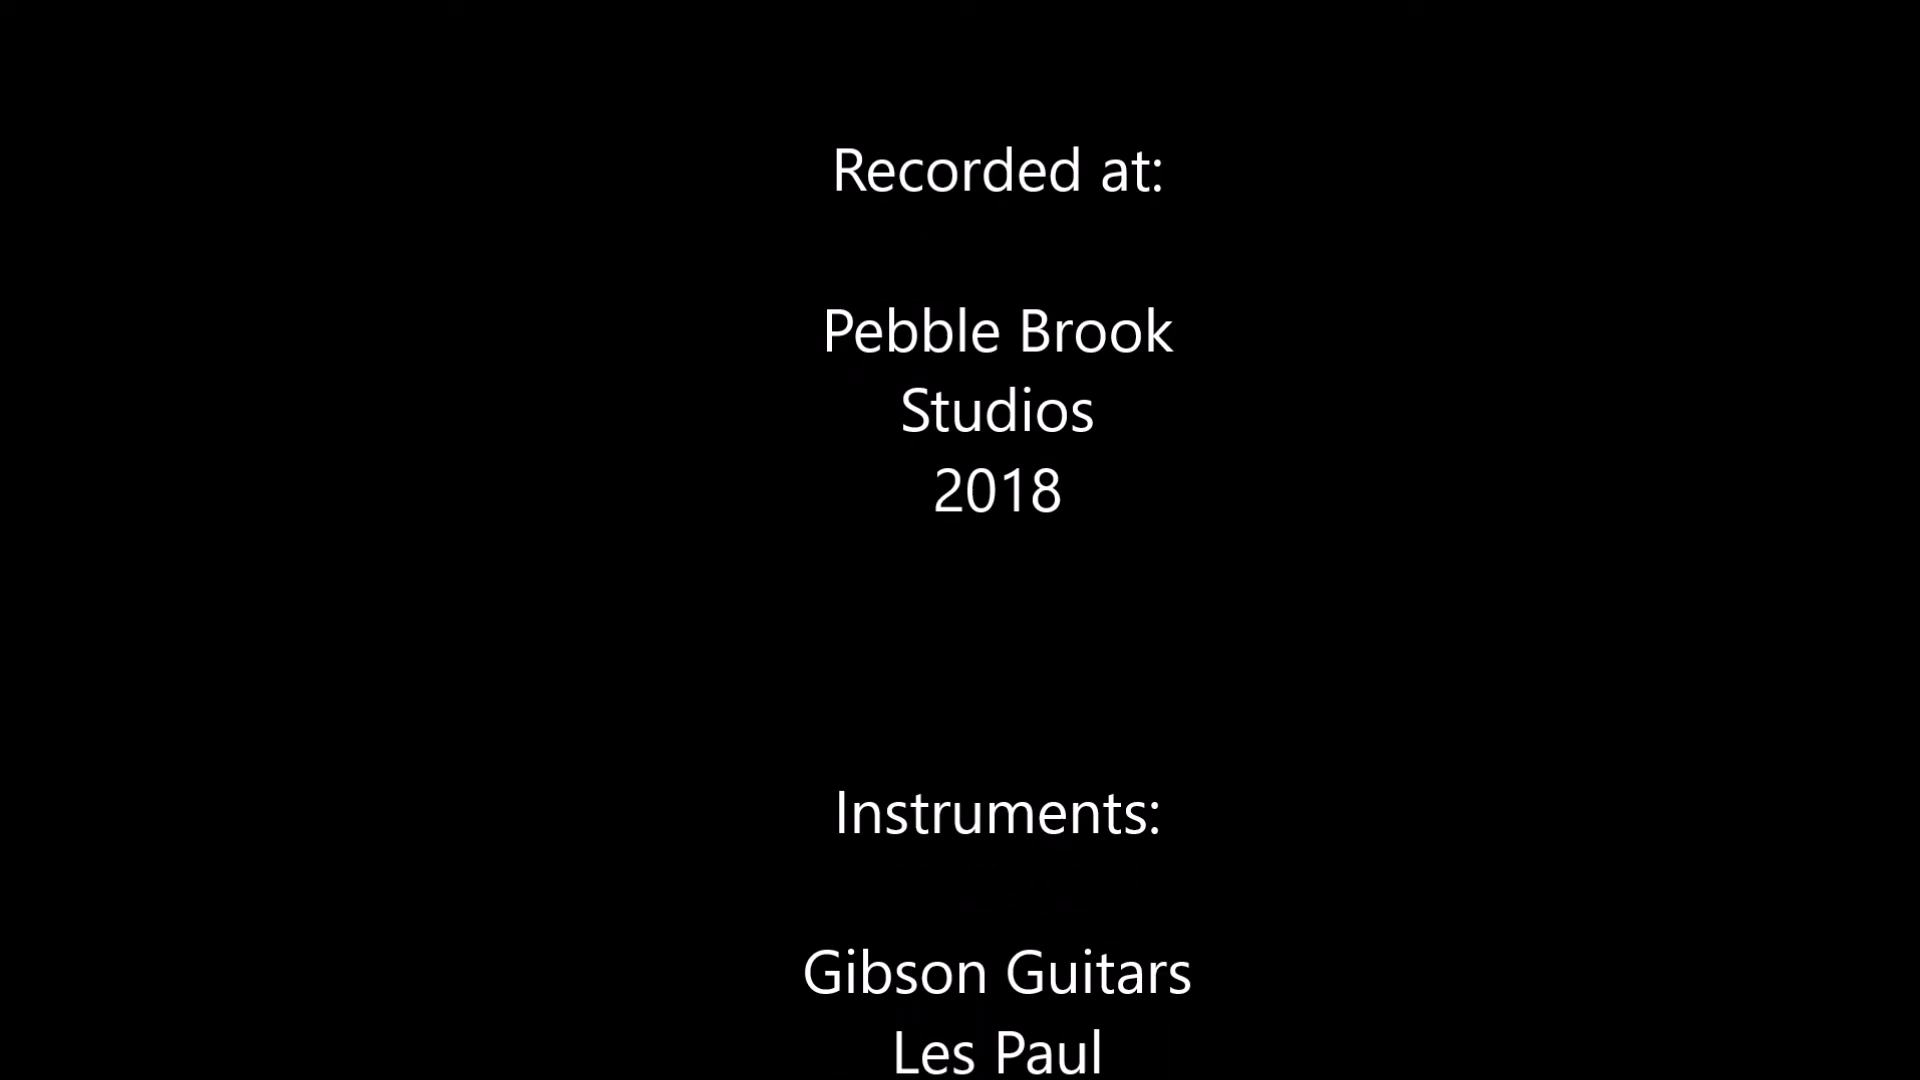 Recorded at:
Pebble Brook
Studios
2018
Instruments:
Gibson Guitars
Les Paul